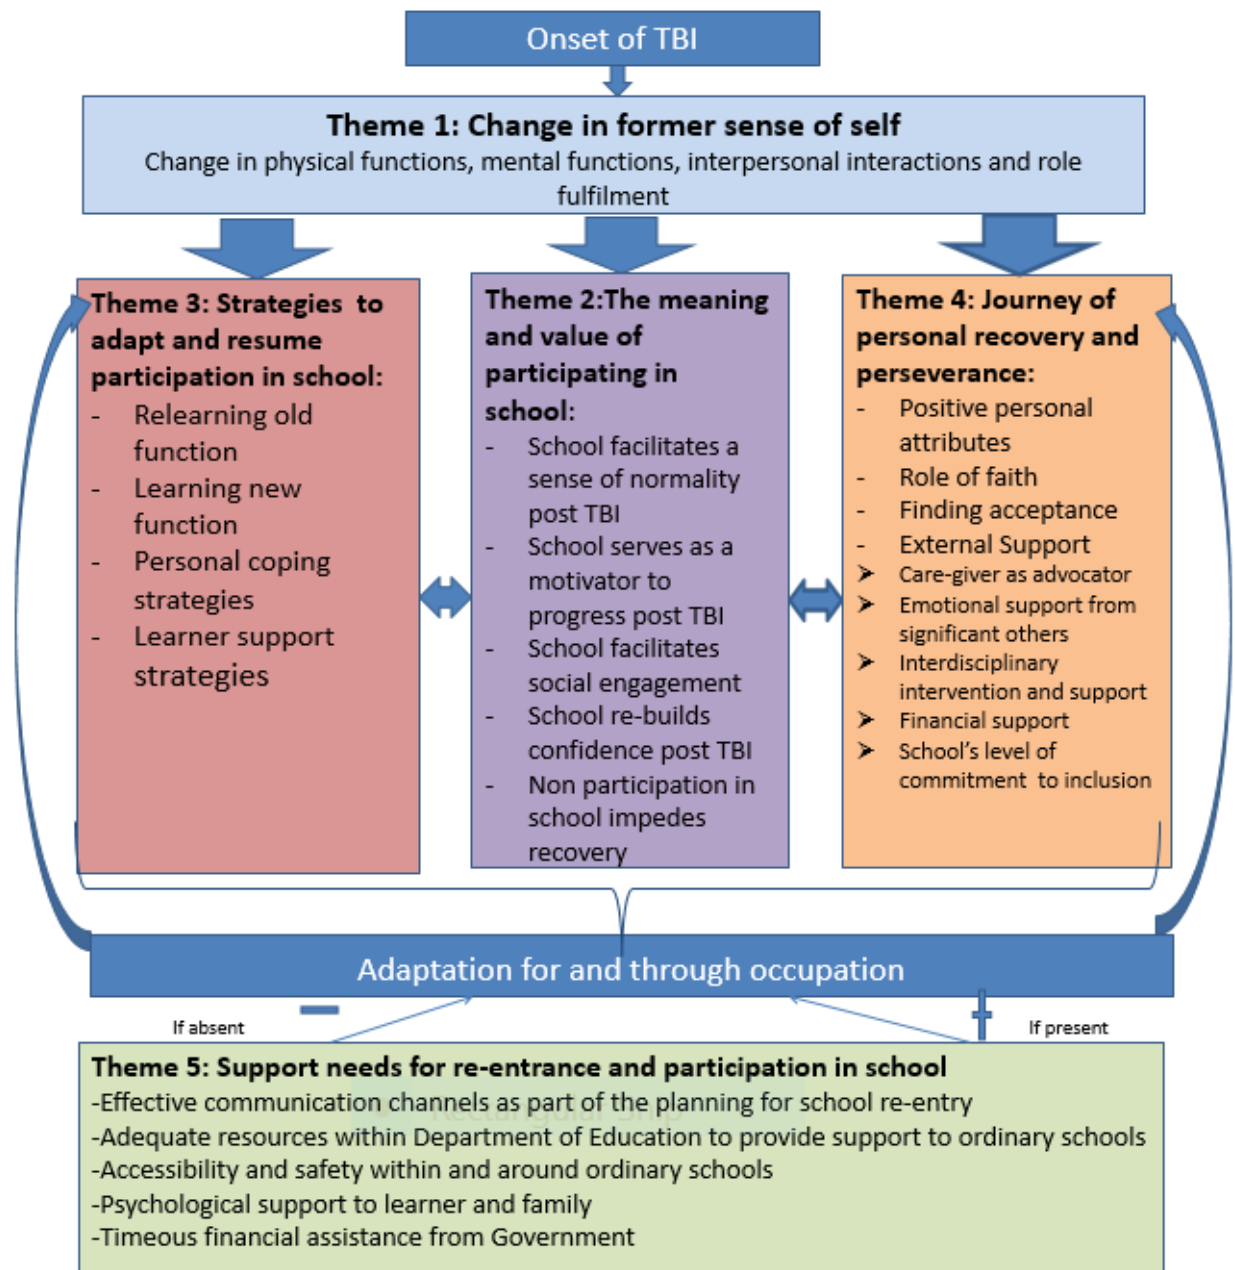 Onset of TBI
Theme 1: Change in former sense of self
Change in physical functions, mental functions, interpersonal interactions and role
fulfilment
Theme 3: Strategies to
adapt and resume
participation in school:
- Relearning old
function
- Learning new
function
- Personal coping
strategies
- Learner support
strategies
Theme 2:The meaning
and value of
participating in
school:
- School facilitates a
sense of normality
post TBI
- School serves as a
motivator to
progress post TBI
- School facilitates
social engagement
- School re-builds
confidence post TBI
- Non participation in
school impedes
recovery
Theme 4: Journey of
personal recovery and
perseverance:
- Positive personal
attributes
- Role of faith
- Finding acceptance
- External Support
➤ Care-giver as advocator
➤ Emotional support from
significant others
➤ Interdisciplinary
intervention and support
➤ Financial support
➤ School's level of
commitment to inclusion
Adaptation for and through occupation
If absent
If present
Theme 5: Support needs for re-entrance and participation in school
-Effective communication channels as part of the planning for school re-entry
Rectangular Snip
-Adequate resources within Department of Education to provide support to ordinary schools
-Accessibility and safety within and around ordinary schools
-Psychological support to learner and family
-Timeous financial assistance from Government